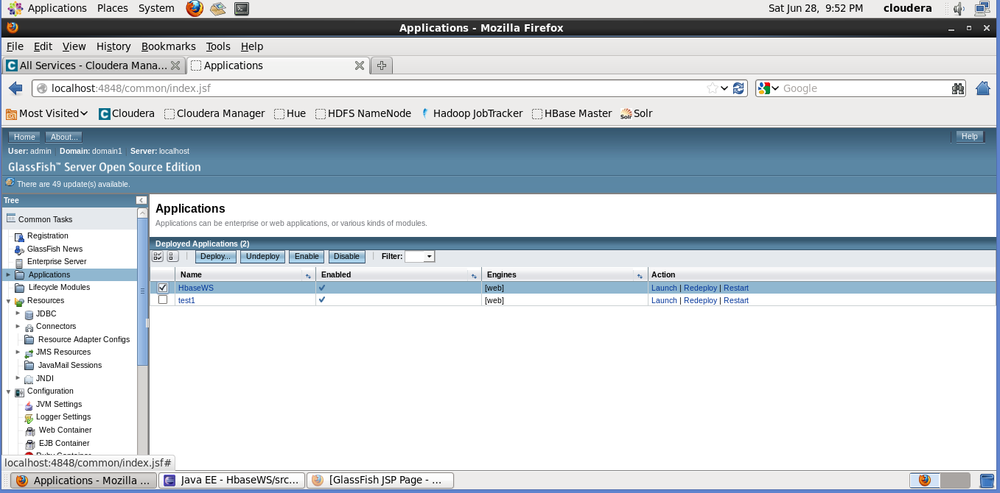 Applications Places System Sat Jun 28, 9:52 PM cloudera
Applications - Mozilla Firefox
File Edit View History Bookmarks Tools Help
All Services - Cloudera Mana... Applications
localhost:4848/common/index.jsf Google
Most Visited Cloudera Cloudera Manager Hue HDFS NameNode Hadoop JobTracker HBase Master Solr Solr
Home About... Help
User: admin Domain: domain1 Server: localhost
GlassFish™ Server Open Source Edition
There are 49 update(s) available.
Tree
Common Tasks
Registration
GlassFish News
Enterprise Server
Applications
Lifecycle Modules
Resources
JDBC
Connectors
Resource Adapter Configs
JMS Resources
JavaMail Sessions
JNDI
Configuration
JVM Settings
Logger Settings
Web Container
EJB Container
Ruby Container
Applications
Applications can be enterprise or web applications, or various kinds of modules.
Deployed Applications (2)
Deploy... Undeploy Enable Disable Filter:
Name Enabled Engines Action
HbaseWS [web] Launch | Redeploy | Restart
test1 [web] Launch | Redeploy | Restart
localhost:4848/common/index.jsf#
Applications - Mozilla ... Java EE - HbaseWS/src... [GlassFish JSP Page - ...